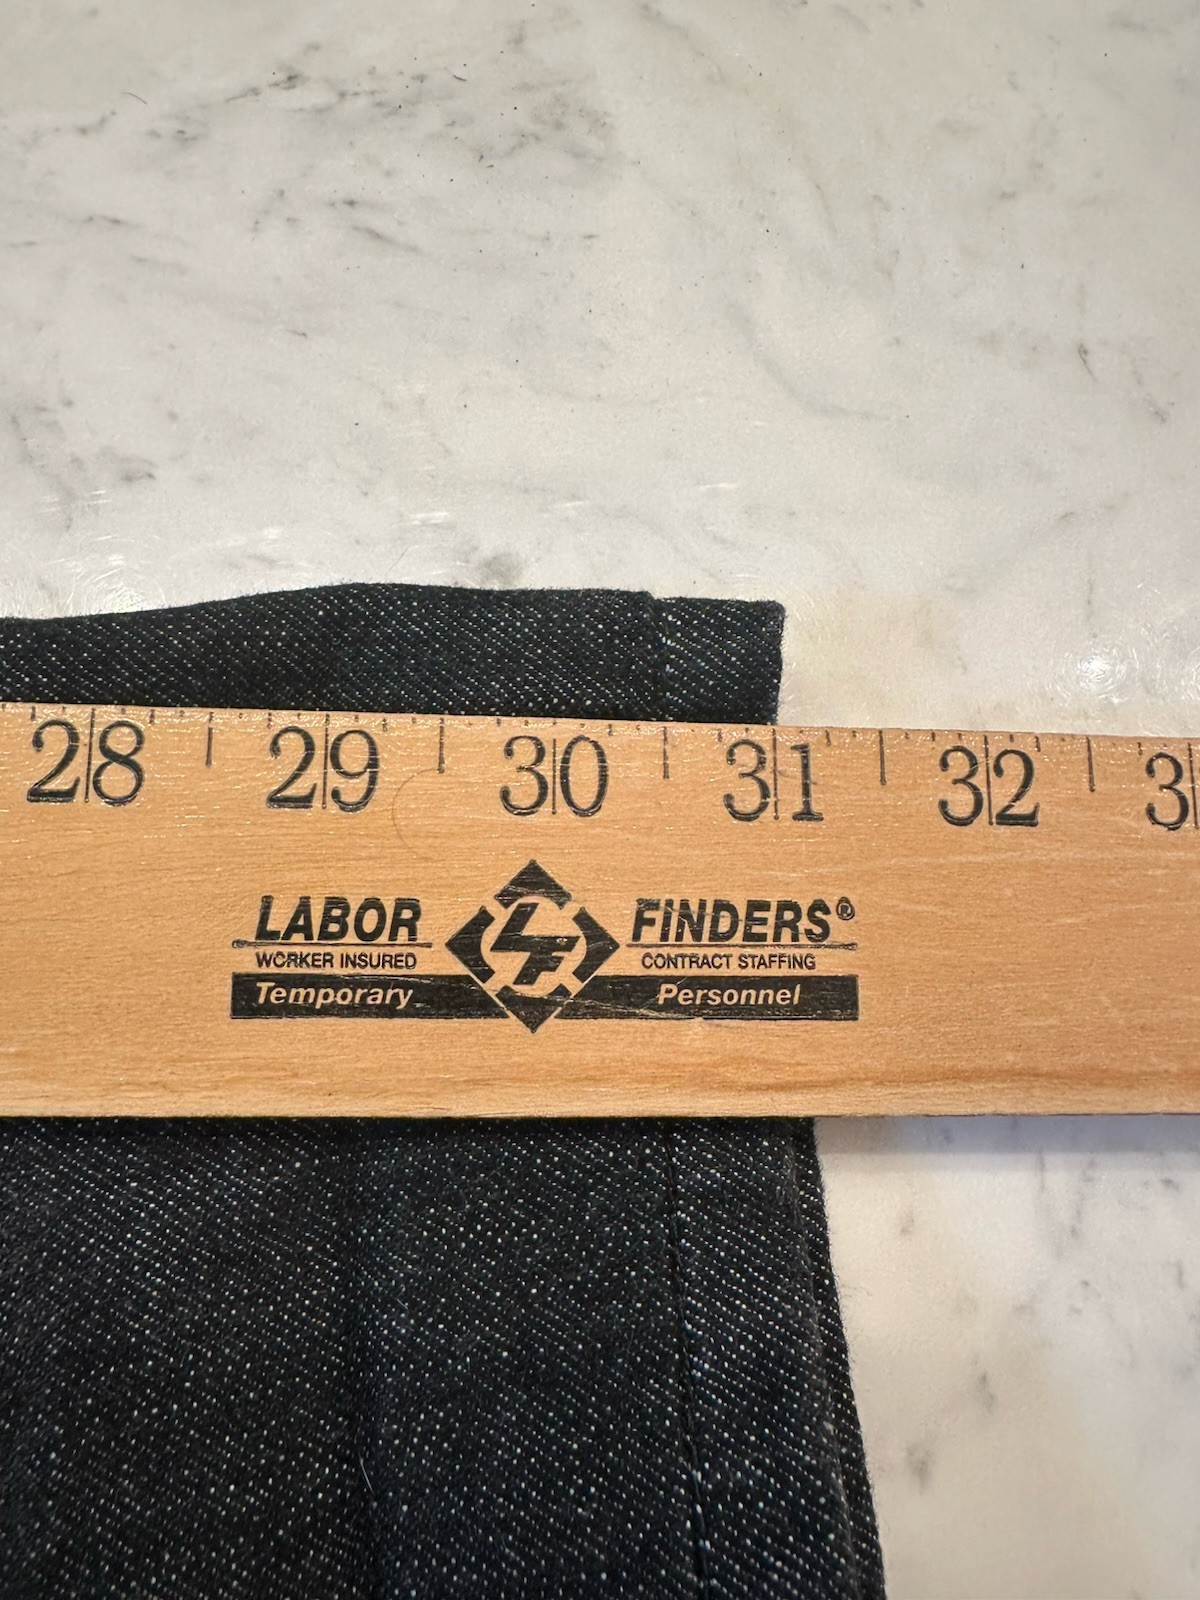 28 29 30 31 32 3
LABOR LF FINDERS®
WORKER INSURED CONTRACT STAFFING
Temporary Personnel